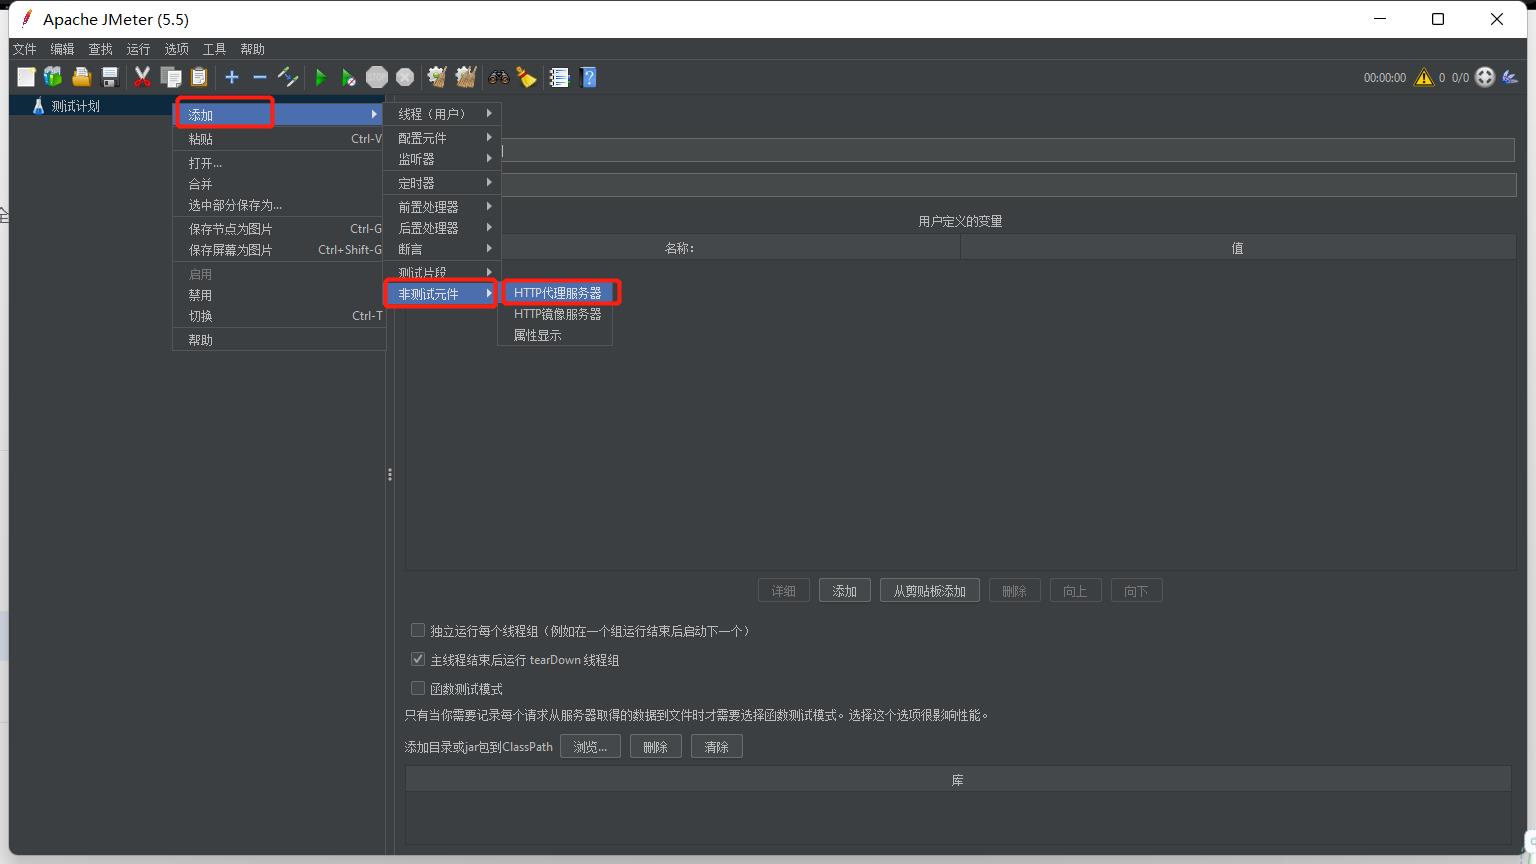 Apache JMeter (5.5)
文件 编辑 查找 运行 选项 工具 帮助
00:00:00 0 0/0
测试计划
添加
粘贴 Ctrl-V
打开...
合并
选中部分保存为...
保存节点为图片 Ctrl-G
保存屏幕为图片 Ctrl+Shift-G
启用
禁用
切换 Ctrl-T
帮助
线程（用户）
配置元件
监听器
定时器
前置处理器
后置处理器
断言
测试片段
非测试元件
HTTP代理服务器
HTTP镜像服务器
属性显示
用户定义的变量
名称: 值
详细 添加 从剪贴板添加 删除 向上 向下
独立运行每个线程组（例如在一个组运行结束后启动下一个）
主线程结束后运行 tearDown 线程组
函数测试模式
只有当你需要记录每个请求从服务器取得的数据到文件时才需要选择函数测试模式。选择这个选项很影响性能。
添加目录或jar包到ClassPath 浏览... 删除 清除
库